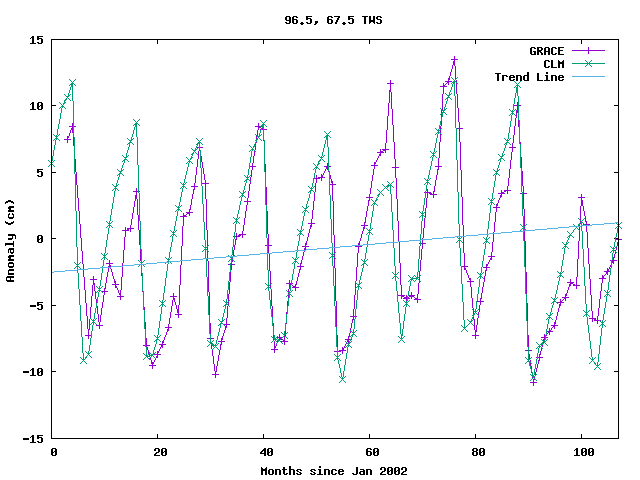 96.5, 67.5 TWS
GRACE
CLM
Trend Line
15
10
5
0
-5
-10
-15
Anomaly (cm)
0 20 40 60 80 100
Months since Jan 2002